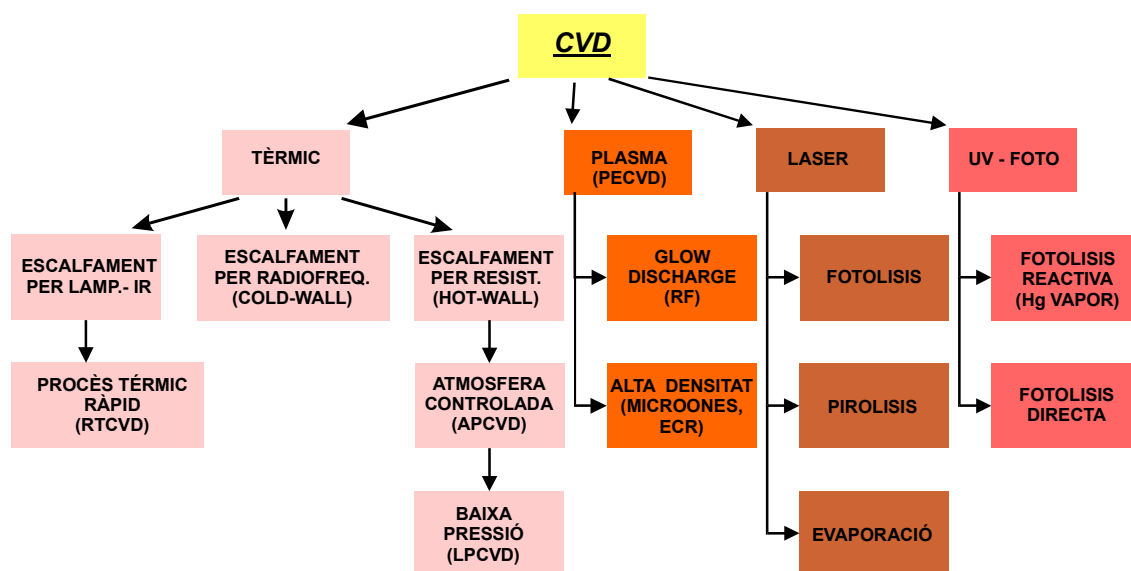 CVD
TÈRMIC
PLASMA
(PECVD)
LASER
UV - FOTO
ESCALFAMENT
PER LAMP.- IR
ESCALFAMENT
PER RADIOFREQ.
(COLD-WALL)
ESCALFAMENT
PER RESIST.
(HOT-WALL)
GLOW
DISCHARGE
(RF)
FOTOLISIS
FOTOLISIS
REACTIVA
(Hg VAPOR)
PROCÈS TÉRMIC
RÀPID
(RTCVD)
ATMOSFERA
CONTROLADA
(APCVD)
ALTA DENSITAT
(MICROONES,
ECR)
PIROLISIS
FOTOLISIS
DIRECTA
BAIXA
PRESSIÓ
(LPCVD)
EVAPORACIÓ